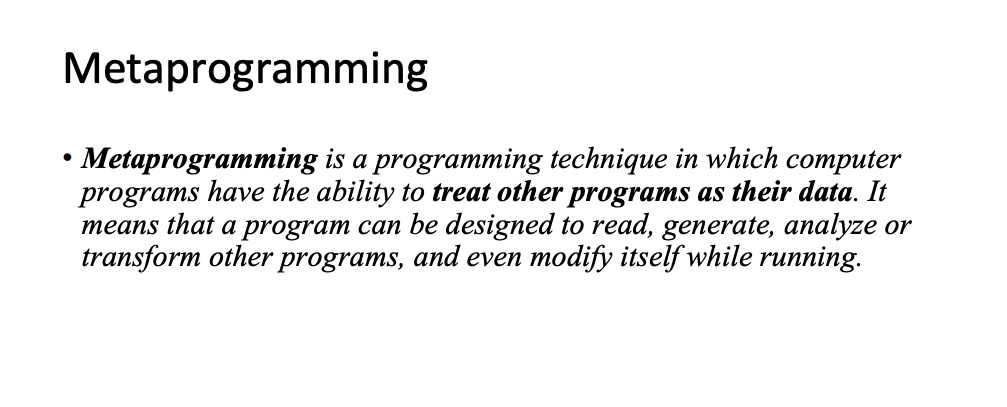 Metaprogramming
• Metaprogramming is a programming technique in which computer
programs have the ability to treat other programs as their data. It
means that a program can be designed to read, generate, analyze or
transform other programs, and even modify itself while running.